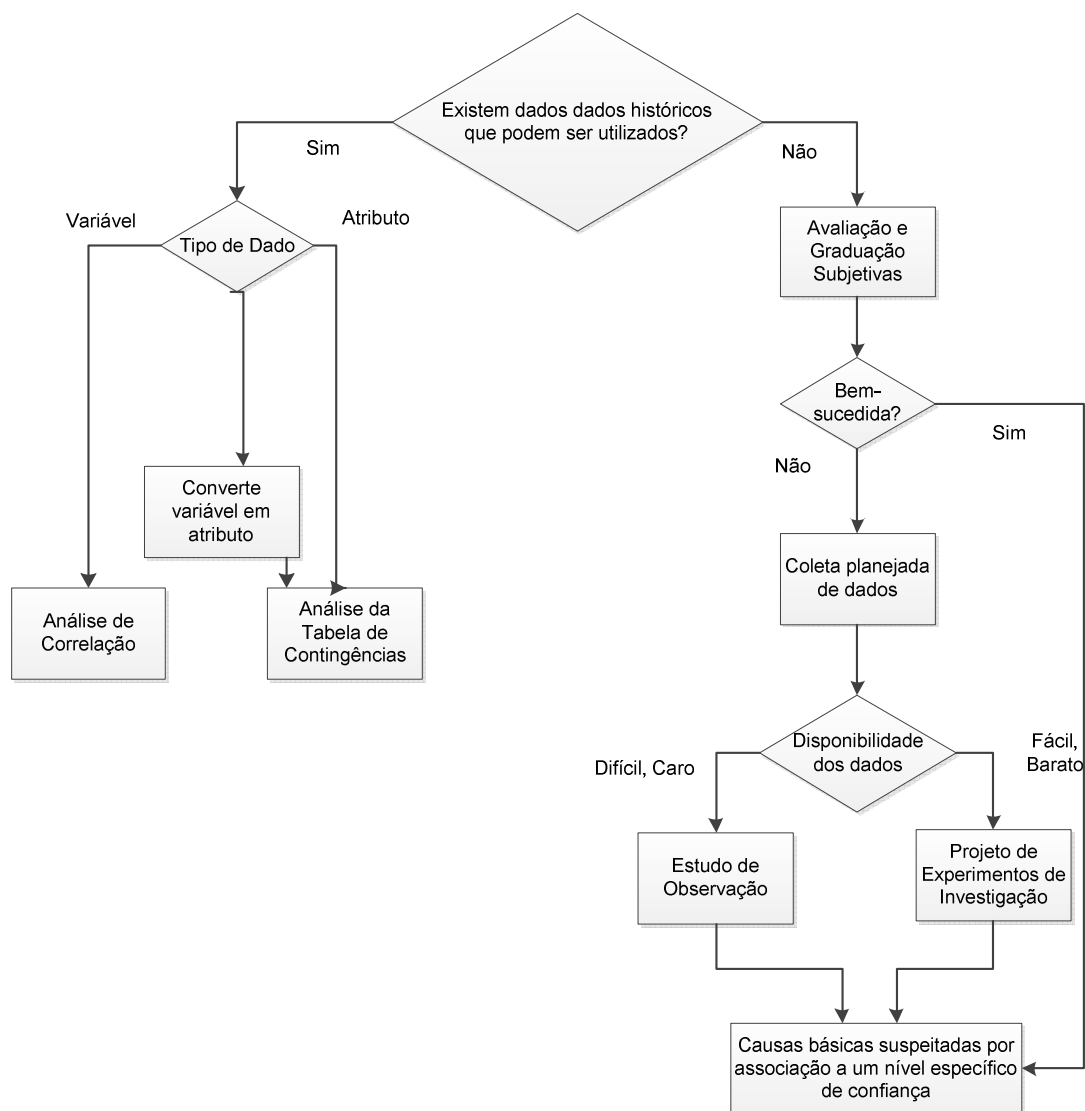 Existem dados dados históricos
que podem ser utilizados?
Sim
Não
Variável
Atributo
Tipo de Dado
Avaliação e
Graduação
Subjetivas
Bem-
sucedida?
Sim
Não
Converte
variável em
atributo
Coleta planejada
de dados
Análise de
Correlação
Análise da
Tabela de
Contingências
Disponibilidade
dos dados
Difícil, Caro
Fácil,
Barato
Estudo de
Observação
Projeto de
Experimentos de
Investigação
Causas básicas suspeitadas por
associação a um nível específico
de confiança